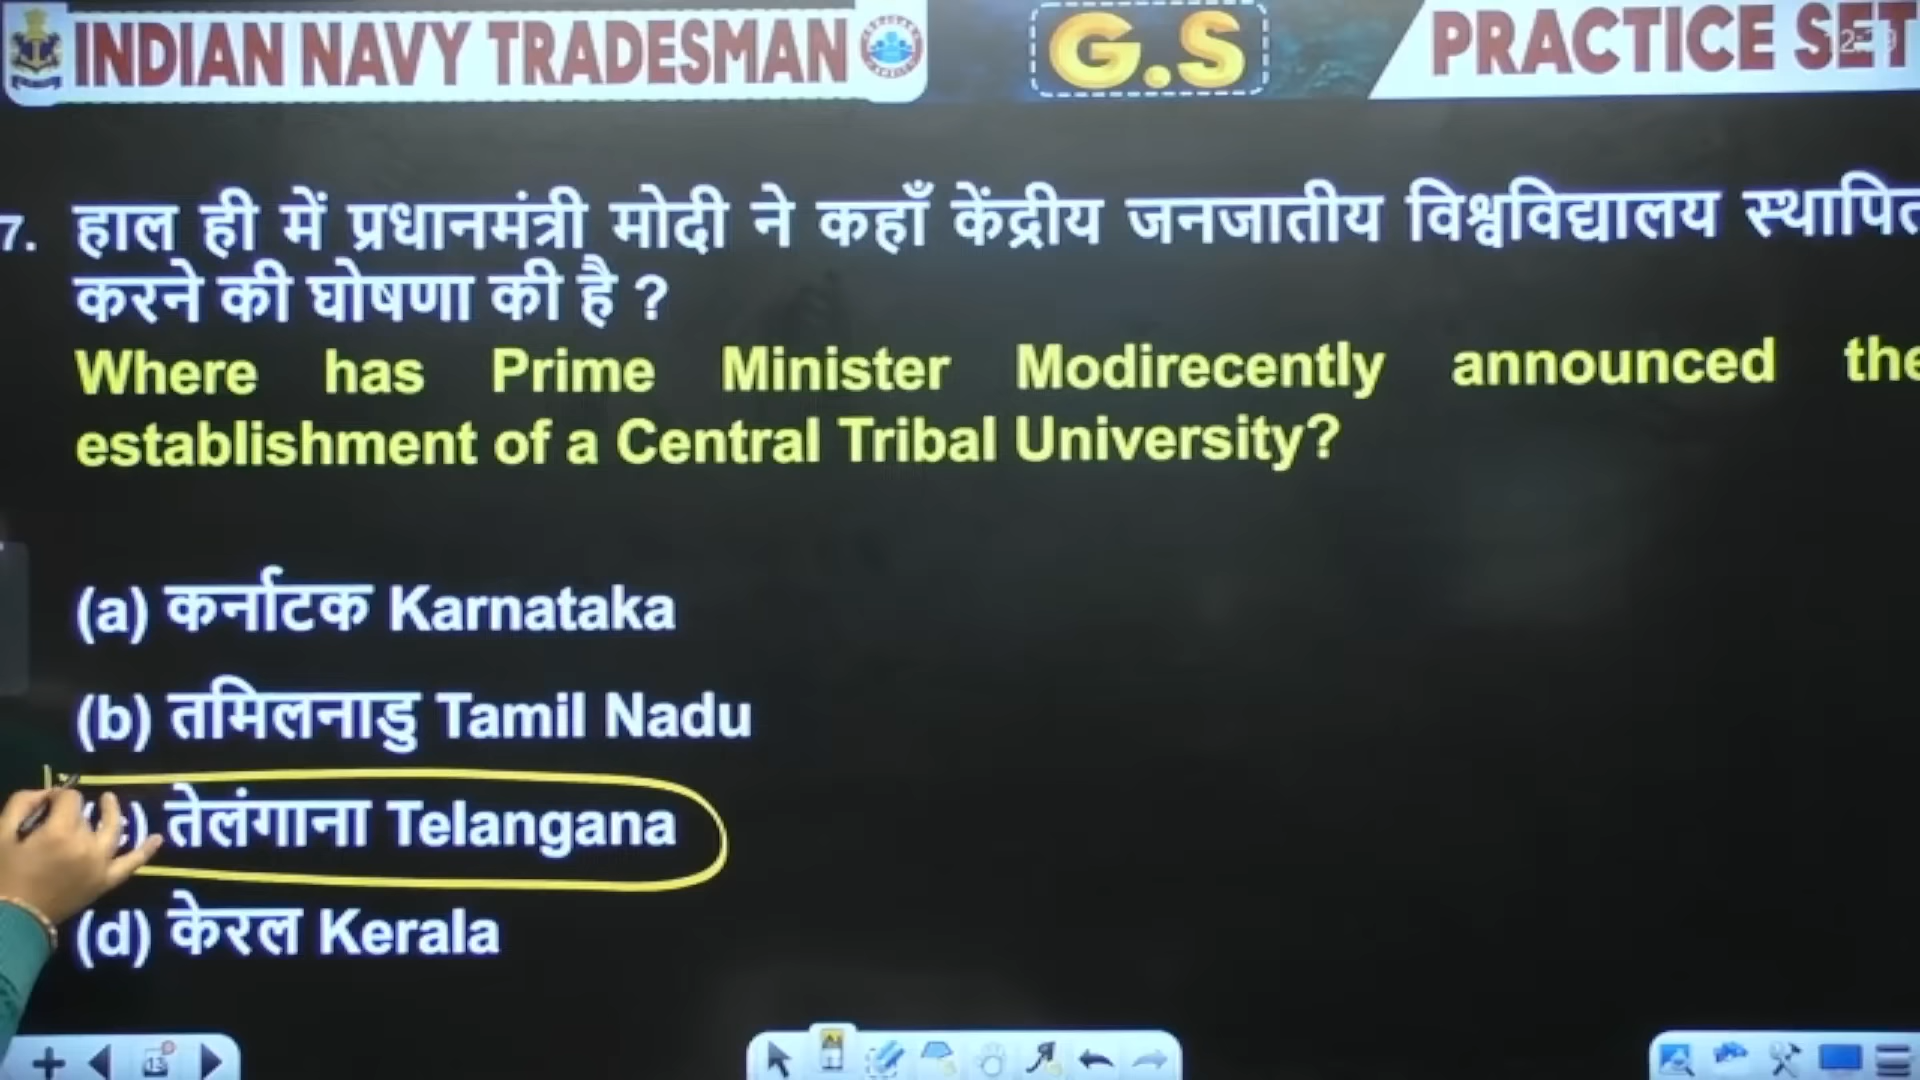 INDIAN NAVY TRADESMAN
G.S
PRACTICE SET
7. हाल ही में प्रधानमंत्री मोदी ने कहाँ केंद्रीय जनजातीय विश्वविद्यालय स्थापित
करने की घोषणा की है ?
Where has Prime Minister Modirecently announced the
establishment of a Central Tribal University?
(a) कर्नाटक Karnataka
(b) तमिलनाडु Tamil Nadu
(c) तेलंगाना Telangana
(d) केरल Kerala
13